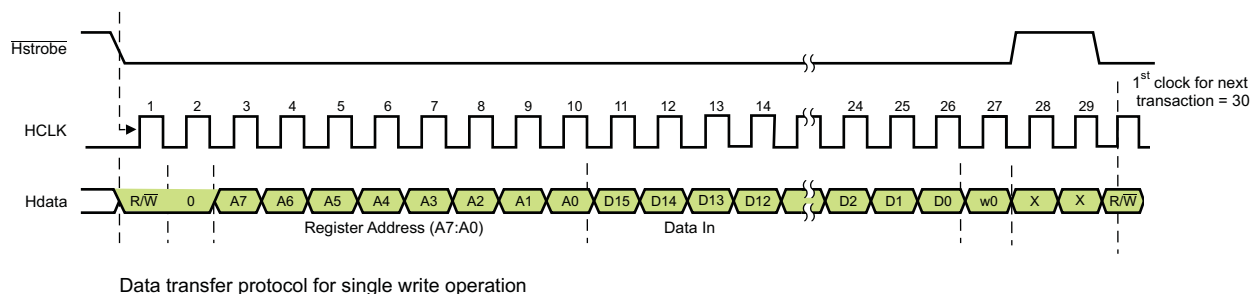 Hstrobe
1st clock for next
transaction = 30
1 2 3 4 5 6 7 8 9 10 11 12 13 14 24 25 26 27 28 29
HCLK
Hdata R/W 0 A7 A6 A5 A4 A3 A2 A1 A0 D15 D14 D13 D12 D2 D1 D0 w0 X X R/W
Register Address (A7:A0) Data In
Data transfer protocol for single write operation